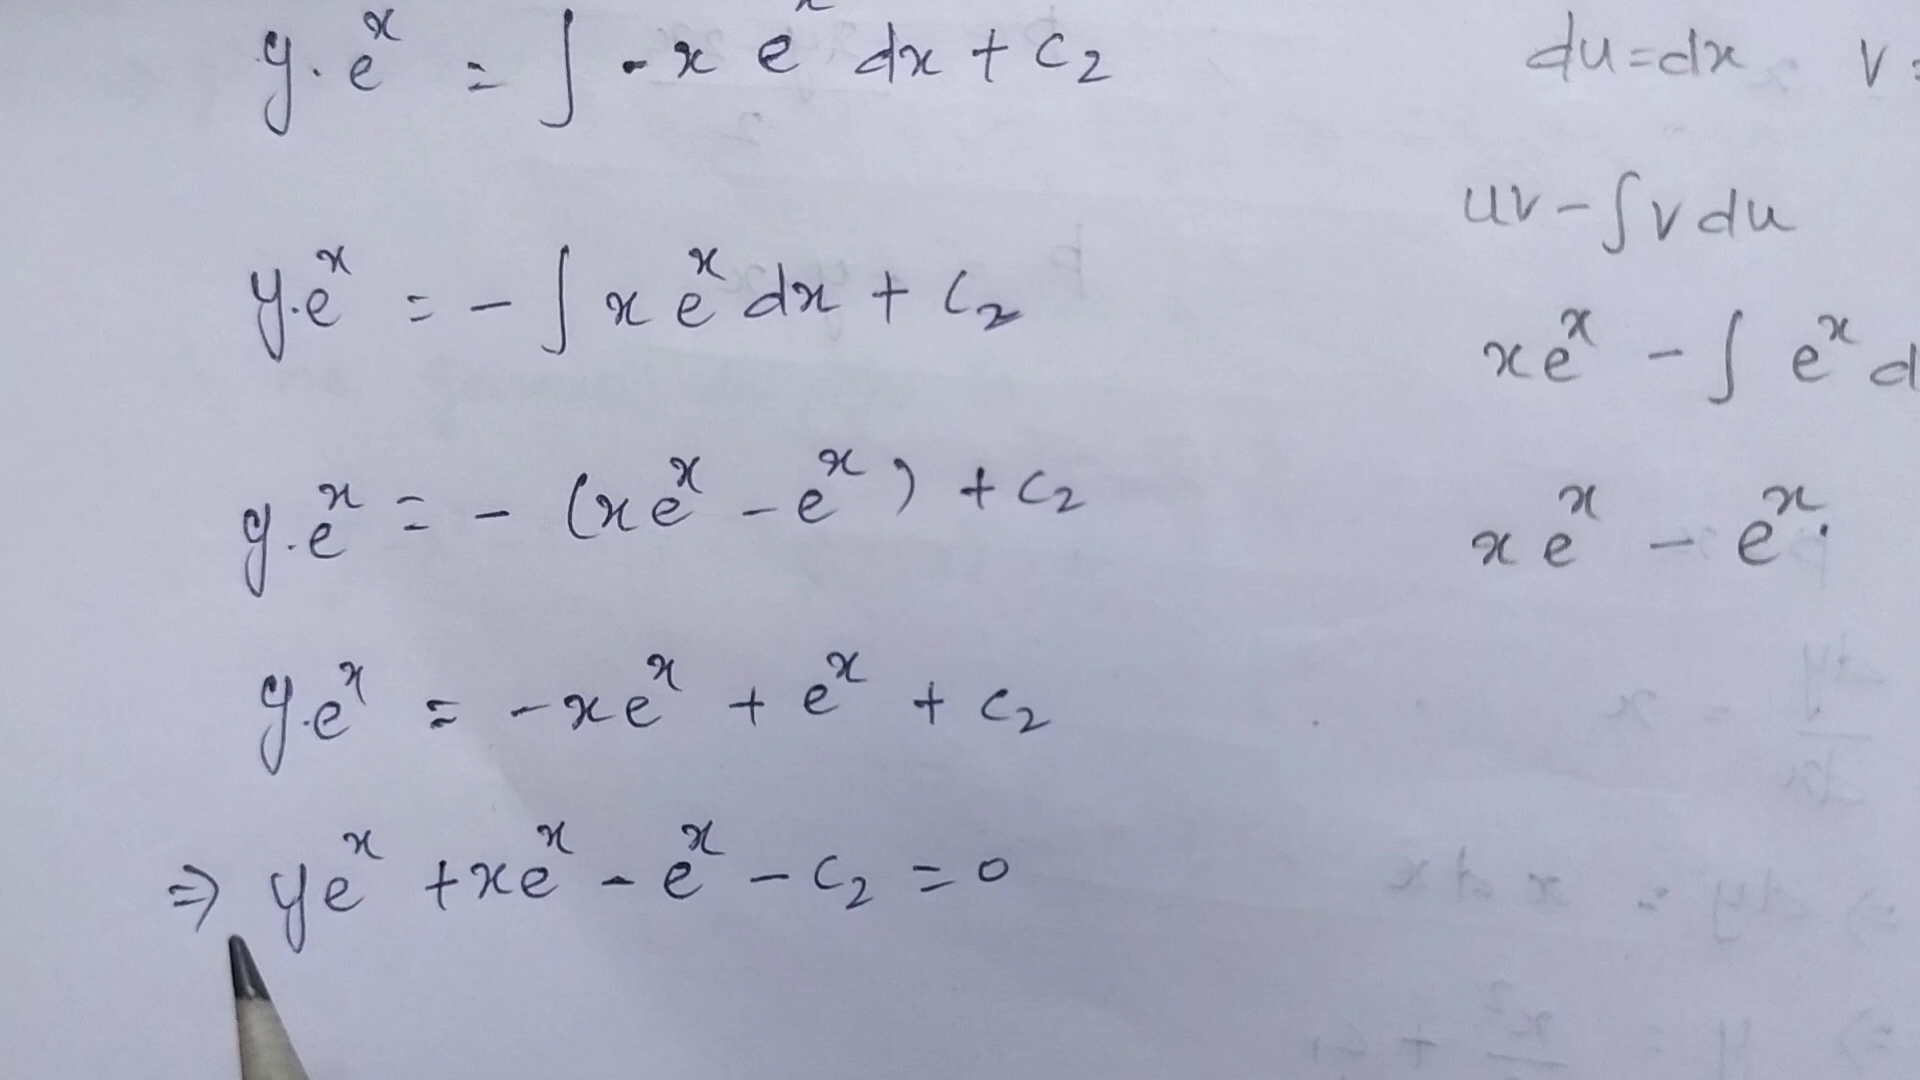 y.e^x = ∫ -x e^x dx + C₂
y.e^x = - ∫ x e^x dx + C₂
y.e^x = - (xe^x - e^x) + C₂
y.e^x = -xe^x + e^x + C₂
⇒ ye^x + xe^x - e^x - C₂ = 0
du = dx V =
uv - ∫v du
xe^x - ∫ e^x d
xe^x - e^x.